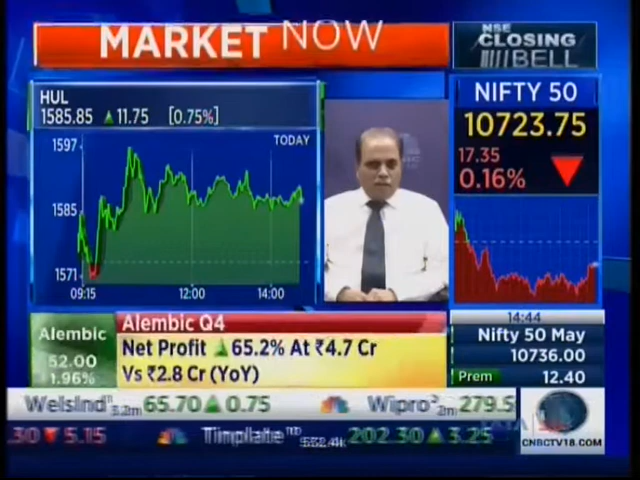 MARKET NOW
NSE
CLOSING
BELL
HUL
1585.85 ▲ 11.75 [0.75%]
TODAY
1597
1585
1571
09:15 12:00 14:00
NIFTY 50
10723.75
17.35
0.16%
14:44
Nifty 50 May
10736.00
Prem 12.40
Alembic
52.00
1.96%
Alembic Q4
Net Profit ▲ 65.2% At ₹4.7 Cr
Vs ₹2.8 Cr (YoY)
WelsInd 5.2m 65.70 ▲ 0.75 Wipro 2m 279.5
.30 ▼ 5.15 Tinplate 202.30 ▲ 3.25
CNBCTV18.COM